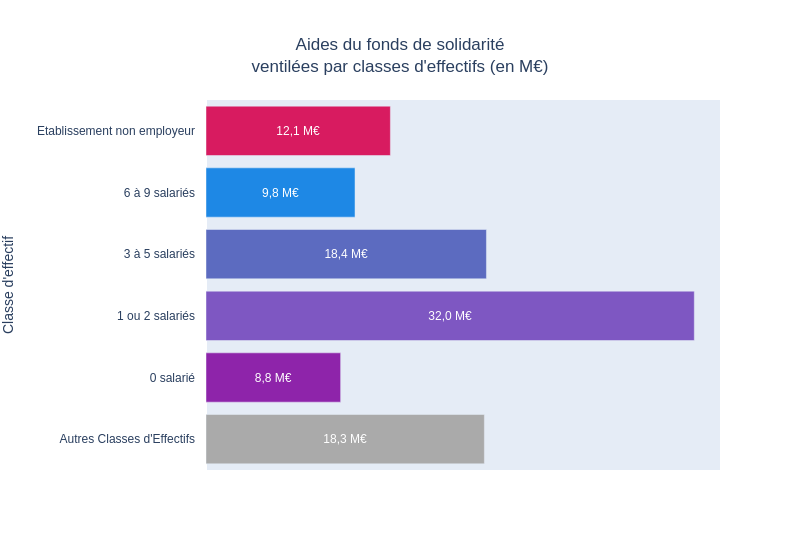 Aides du fonds de solidarité
ventilées par classes d'effectifs (en M€)
Classe d'effectif
Etablissement non employeur
12,1 M€
6 à 9 salariés
9,8 M€
3 à 5 salariés
18,4 M€
1 ou 2 salariés
32,0 M€
0 salarié
8,8 M€
Autres Classes d'Effectifs
18,3 M€